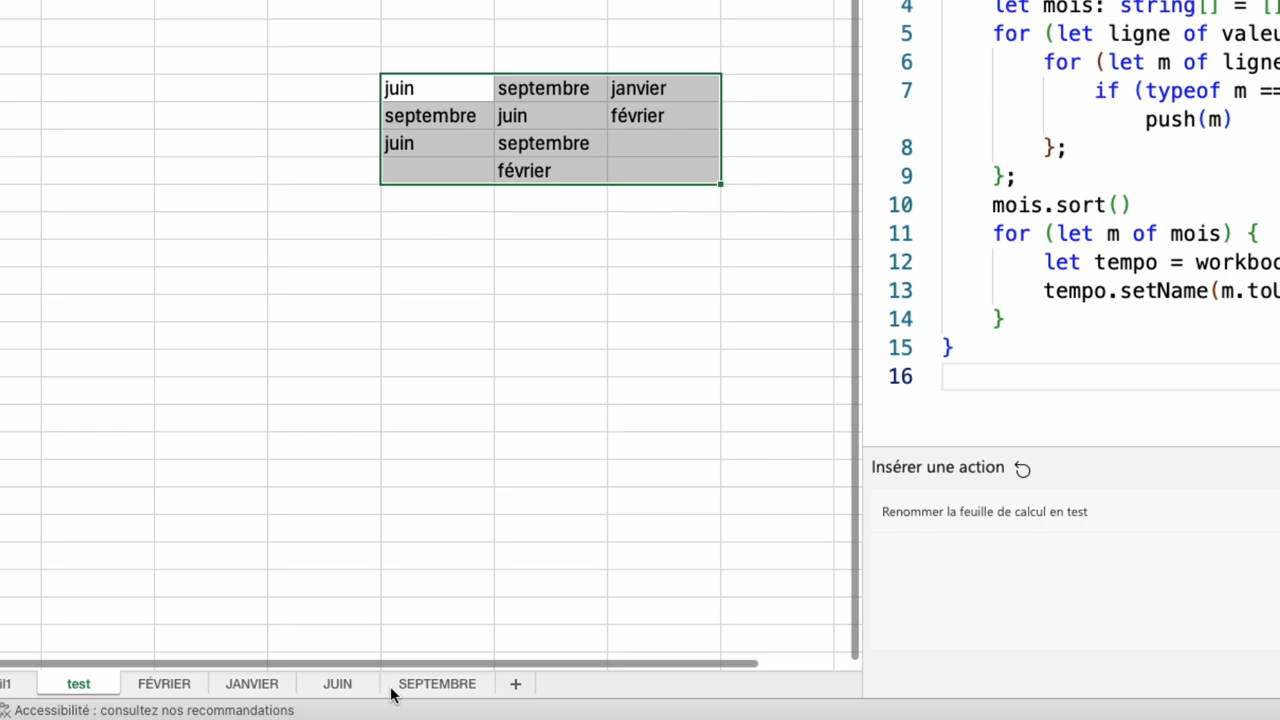 juin septembre janvier
septembre juin février
juin septembre
février
4 let mois: string[] = [
5 for (let ligne of valeu
6 for (let m of ligne
7 if (typeof m ==
push(m)
8 };
9 };
10 mois.sort()
11 for (let m of mois) {
12 let tempo = workboo
13 tempo.setName(m.toU
14 }
15 }
16
Insérer une action
Renommer la feuille de calcul en test
il1 test FÉVRIER JANVIER JUIN SEPTEMBRE +
Accessibilité : consultez nos recommandations